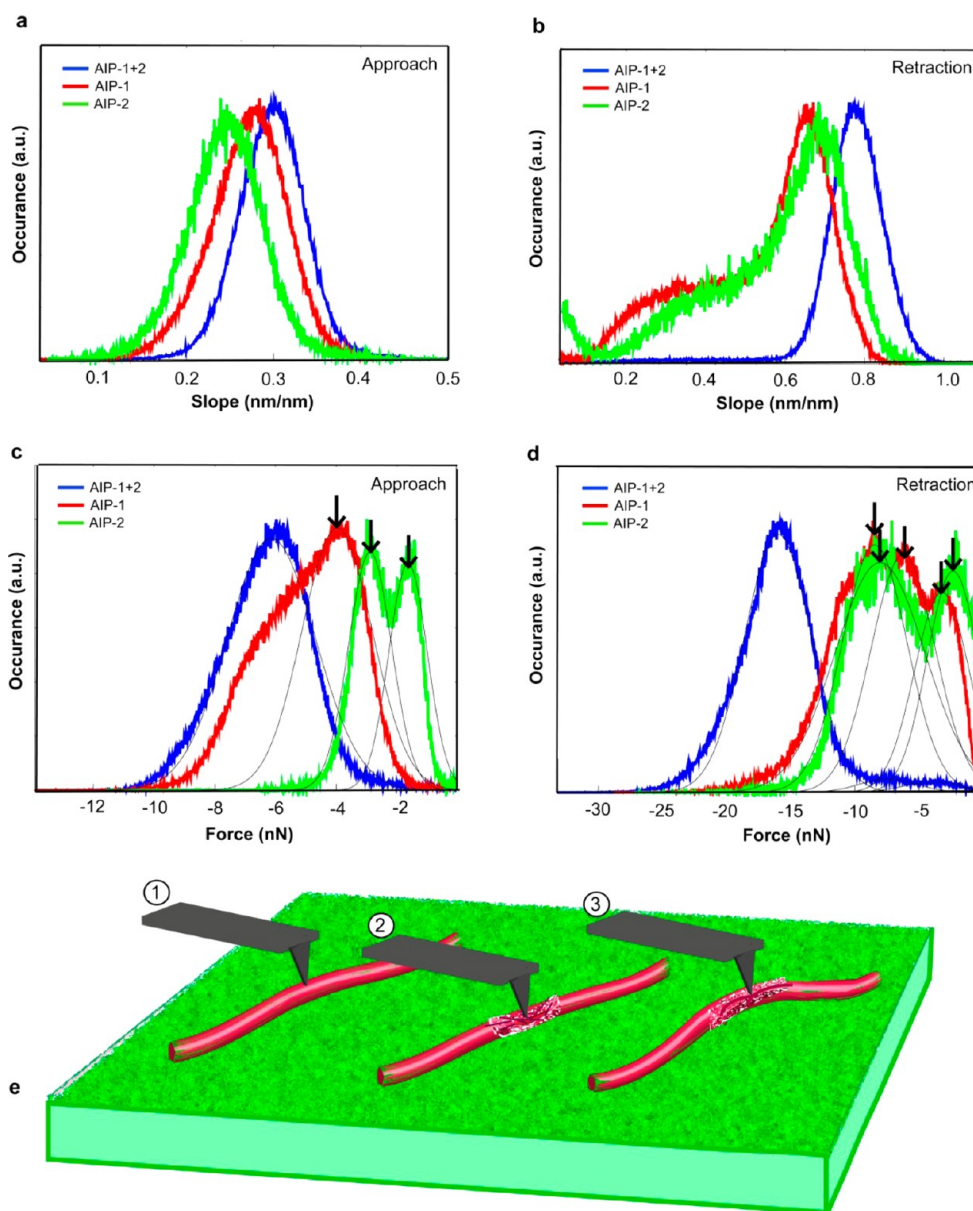 a
Approach
AIP-1+2
AIP-1
AIP-2
Occurance (a.u.)
0.1 0.2 0.3 0.4 0.5
Slope (nm/nm)
b
Retraction
AIP-1+2
AIP-1
AIP-2
Occurance (a.u.)
0.2 0.4 0.6 0.8 1.0
Slope (nm/nm)
c
Approach
AIP-1+2
AIP-1
AIP-2
Occurance (a.u.)
-12 -10 -8 -6 -4 -2
Force (nN)
d
Retraction
AIP-1+2
AIP-1
AIP-2
Occurance (a.u.)
-30 -25 -20 -15 -10 -5
Force (nN)
e
1
2
3